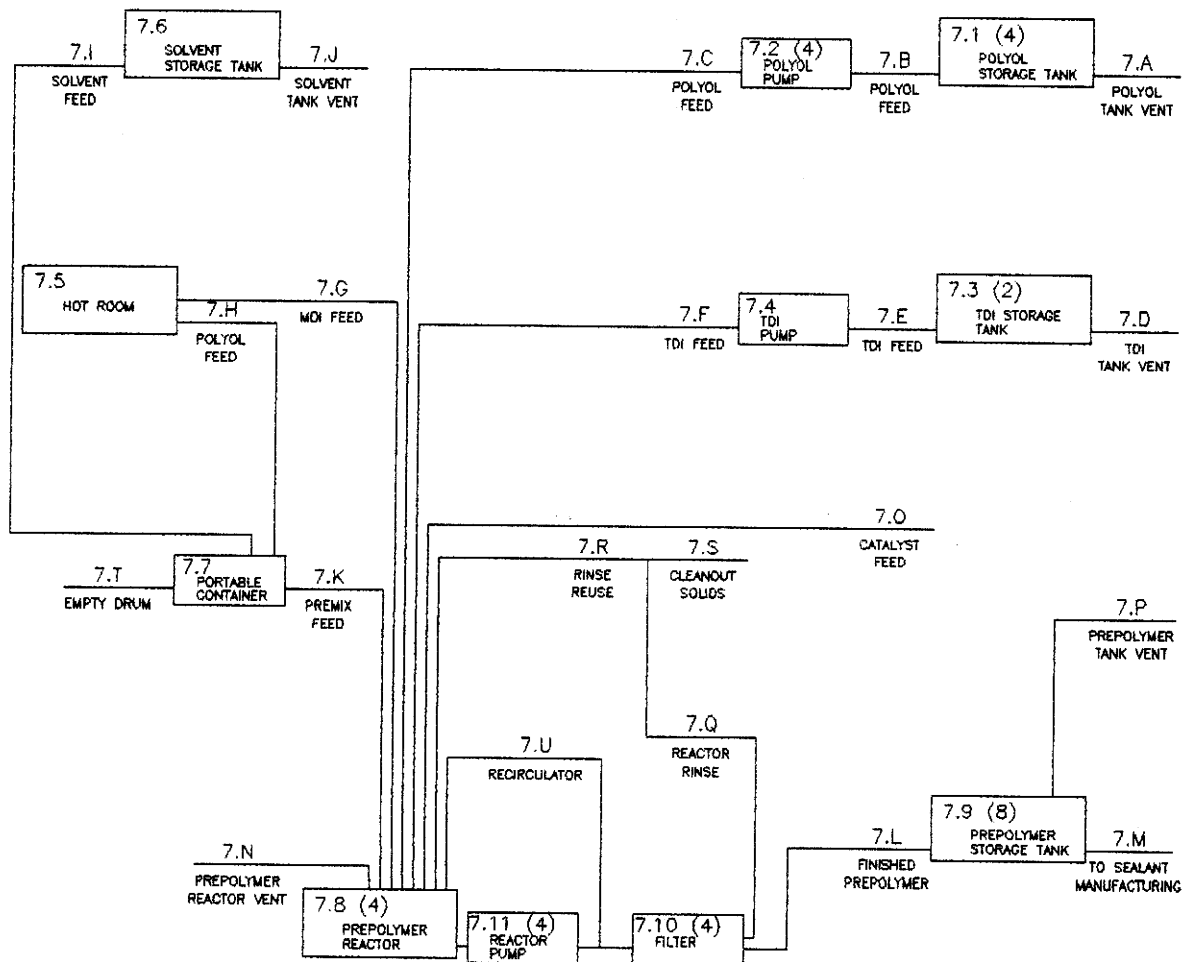 7.6
SOLVENT
STORAGE TANK
7.I
SOLVENT
FEED
7.J
SOLVENT
TANK VENT
7.C
POLYOL
FEED
7.2 (4)
POLYOL
PUMP
7.B
POLYOL
FEED
7.1 (4)
POLYOL
STORAGE TANK
7.A
POLYOL
TANK VENT
7.5
HOT ROOM
7.H
POLYOL
FEED
7.G
MDI FEED
7.F
TDI FEED
7.4
TDI
PUMP
7.E
TDI FEED
7.3 (2)
TDI STORAGE
TANK
7.D
TDI
TANK VENT
7.O
CATALYST
FEED
7.R
RINSE
REUSE
7.S
CLEANOUT
SOLIDS
7.T
EMPTY DRUM
7.7
PORTABLE
CONTAINER
7.K
PREMIX
FEED
7.P
PREPOLYMER
TANK VENT
7.U
RECIRCULATOR
7.Q
REACTOR
RINSE
7.N
PREPOLYMER
REACTOR VENT
7.8 (4)
PREPOLYMER
REACTOR
7.11 (4)
REACTOR
PUMP
7.10 (4)
FILTER
7.L
FINISHED
PREPOLYMER
7.9 (8)
PREPOLYMER
STORAGE TANK
7.M
TO SEALANT
MANUFACTURING